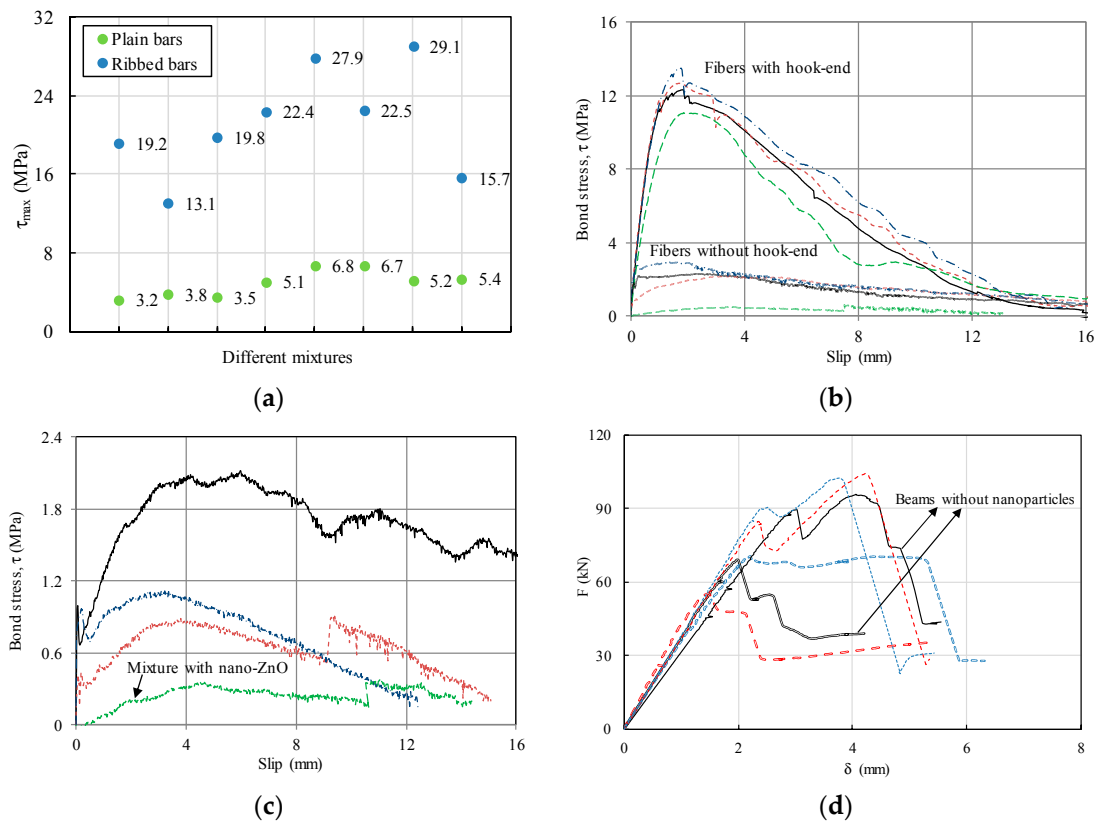 32
24
16
8
0
τmax (MPa)
Plain bars
Ribbed bars
19.2
13.1
19.8
22.4
27.9
22.5
29.1
15.7
3.2
3.8
3.5
5.1
6.8
6.7
5.2
5.4
Different mixtures
(a)
16
12
8
4
0
Bond stress, τ (MPa)
Fibers with hook-end
Fibers without hook-end
0 4 8 12 16
Slip (mm)
(b)
2.4
1.8
1.2
0.6
0
Bond stress, τ (MPa)
Mixture with nano-ZnO
0 4 8 12 16
Slip (mm)
(c)
120
90
60
30
0
F (kN)
Beams without nanoparticles
0 2 4 6 8
δ (mm)
(d)